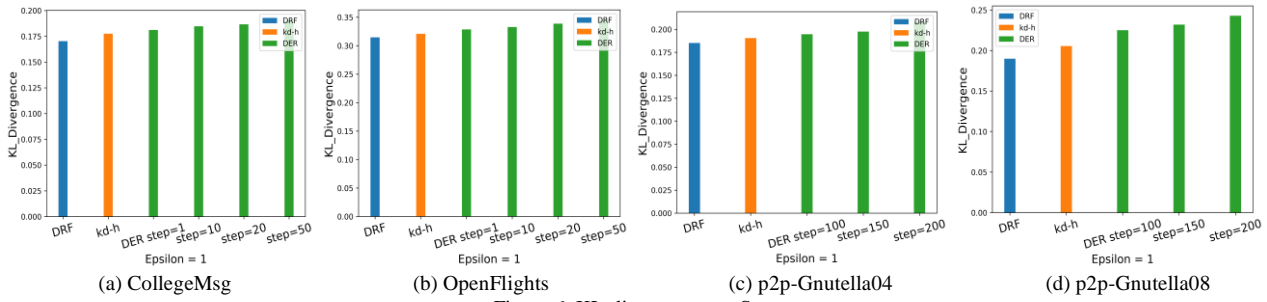 KL_Divergence
0.200
0.175
0.150
0.125
0.100
0.075
0.050
0.025
0.000
DRF
kd-h
DER
DRF
kd-h
DER step=1
step=10
step=20
step=50
Epsilon = 1
(a) CollegeMsg
KL_Divergence
0.35
0.30
0.25
0.20
0.15
0.10
0.05
0.00
DRF
kd-h
DER
DRF
kd-h
DER step=1
step=10
step=20
step=50
Epsilon = 1
(b) OpenFlights
KL_Divergence
0.200
0.175
0.150
0.125
0.100
0.075
0.050
0.025
0.000
DRF
kd-h
DER
DRF
kd-h
DER step=100
step=150
step=200
Epsilon = 1
(c) p2p-Gnutella04
KL_Divergence
0.25
0.20
0.15
0.10
0.05
0.00
DRF
kd-h
DER
DRF
kd-h
DER step=100
step=150
step=200
Epsilon = 1
(d) p2p-Gnutella08